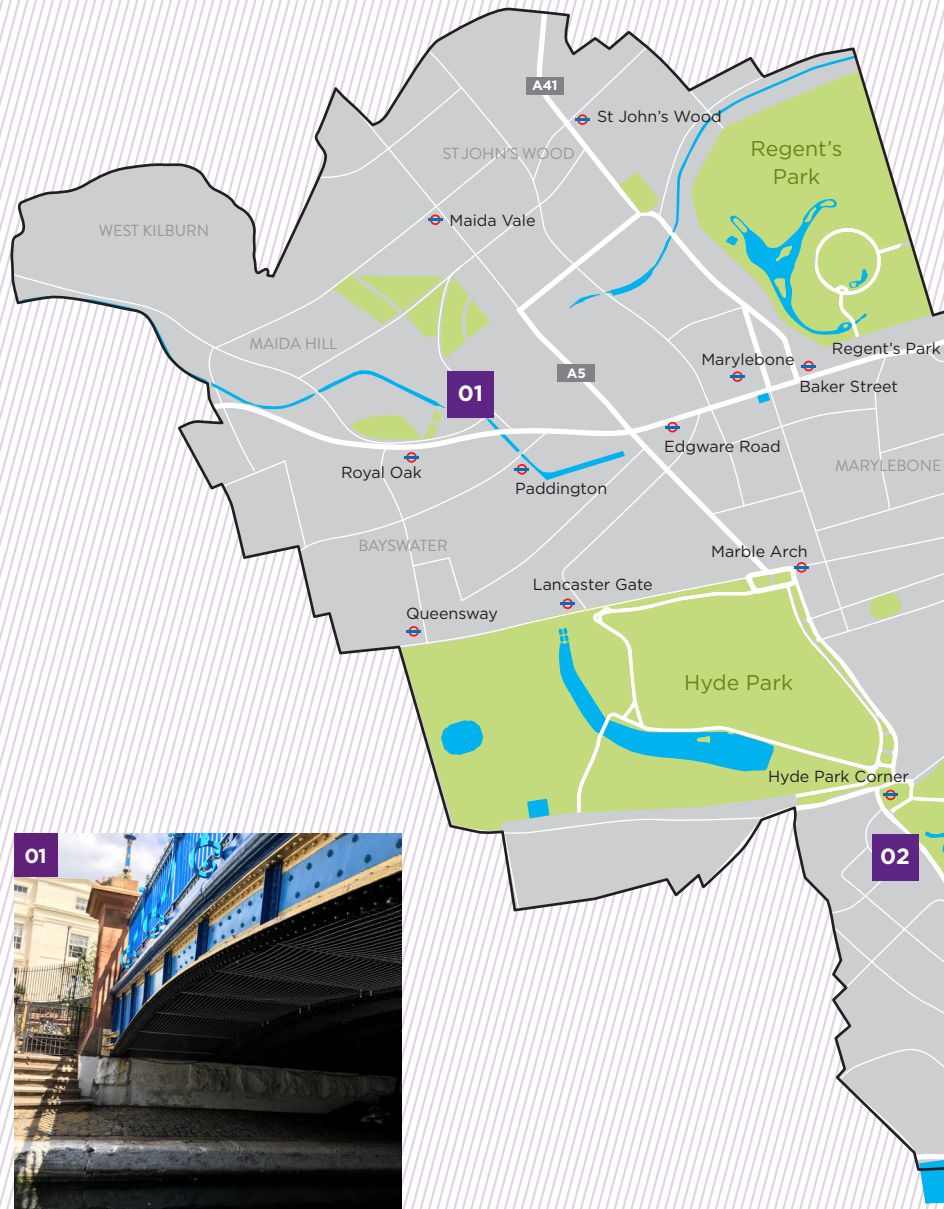 A41
St John's Wood
ST JOHN'S WOOD
Regent's
Park
Maida Vale
WEST KILBURN
MAIDA HILL
Regent's Park
Marylebone
A5
Baker Street
01
Edgware Road
MARYLEBONE
Royal Oak
Paddington
BAYSWATER
Marble Arch
Lancaster Gate
Queensway
Hyde Park
Hyde Park Corner
01
02